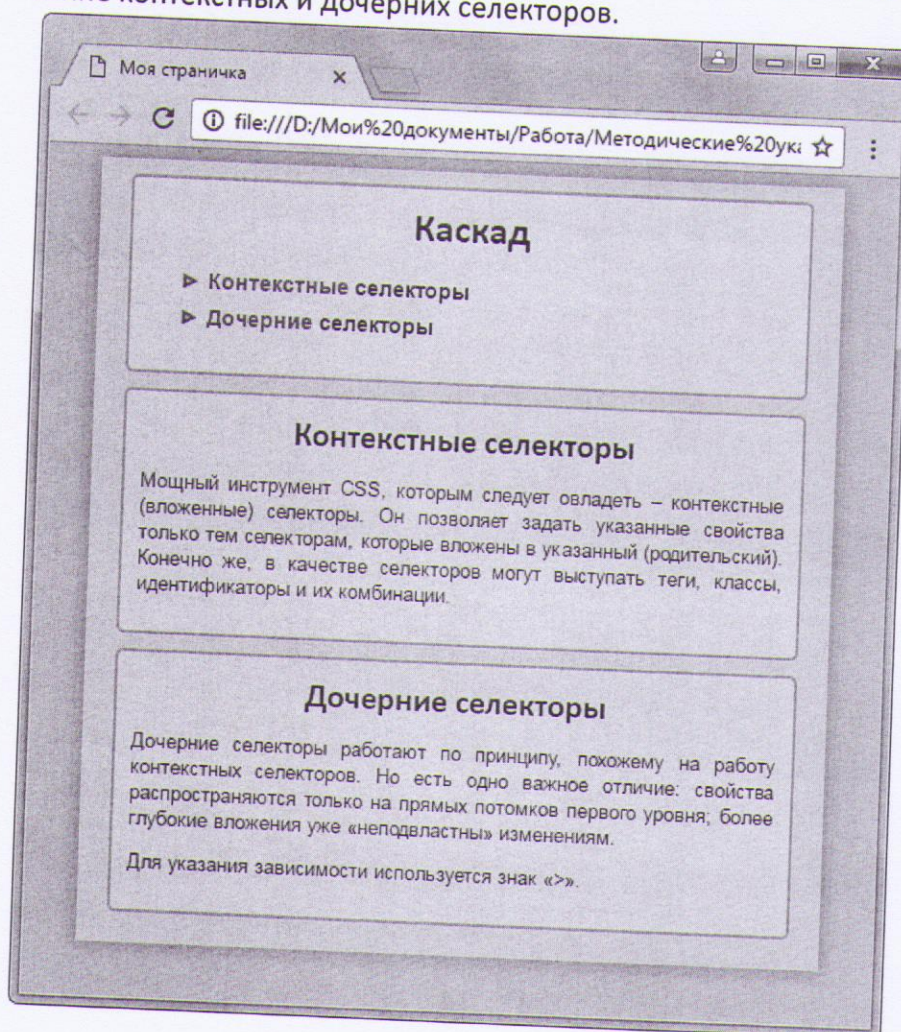 контекстных и дочерних селекторов.
Моя страничка
file:///D:/Мои%20документы/Работа/Методические%20ука
Каскад
Контекстные селекторы
Дочерние селекторы
Контекстные селекторы
Мощный инструмент CSS, которым следует овладеть – контекстные
(вложенные) селекторы. Он позволяет задать указанные свойства
только тем селекторам, которые вложены в указанный (родительский).
Конечно же, в качестве селекторов могут выступать теги, классы,
идентификаторы и их комбинации.
Дочерние селекторы
Дочерние селекторы работают по принципу, похожему на работу
контекстных селекторов. Но есть одно важное отличие: свойства
распространяются только на прямых потомков первого уровня; более
глубокие вложения уже «неподвластны» изменениям.
Для указания зависимости используется знак «>».